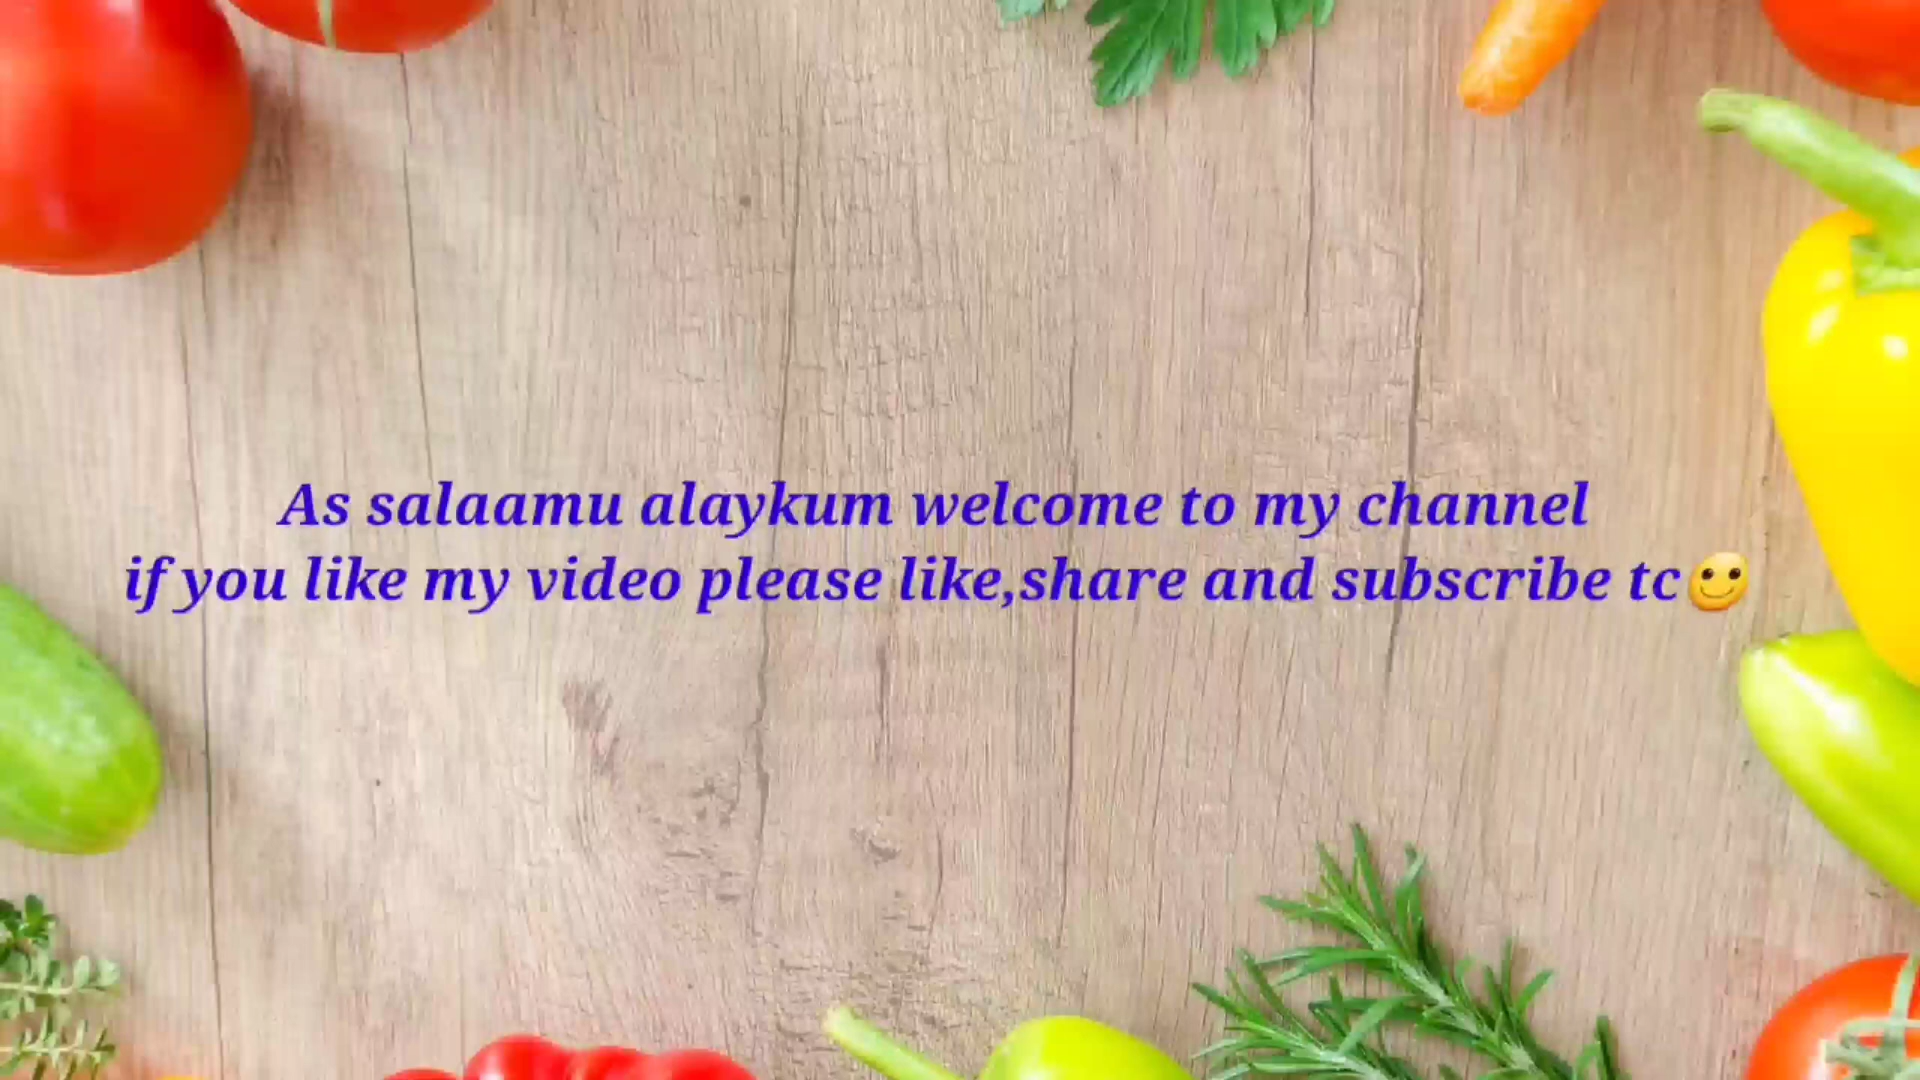 As salaamu alaykum welcome to my channel
if you like my video please like,share and subscribe tc🙂